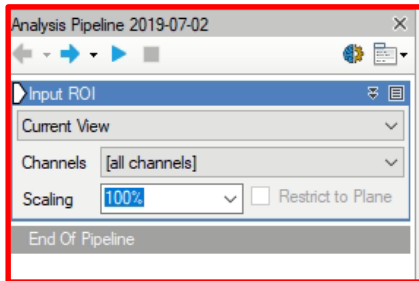 Analysis Pipeline 2019-07-02
Input ROI
Current View
Channels [all channels]
Scaling 100% Restrict to Plane
End Of Pipeline